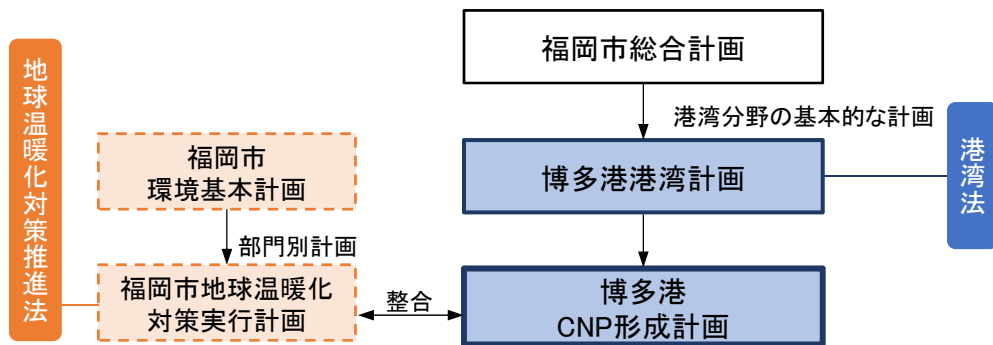 福岡市総合計画
港湾分野の基本的な計画
地球温暖化対策推進法
福岡市
環境基本計画
博多港港湾計画
港湾法
部門別計画
福岡市地球温暖化
対策実行計画
整合
博多港
CNP形成計画